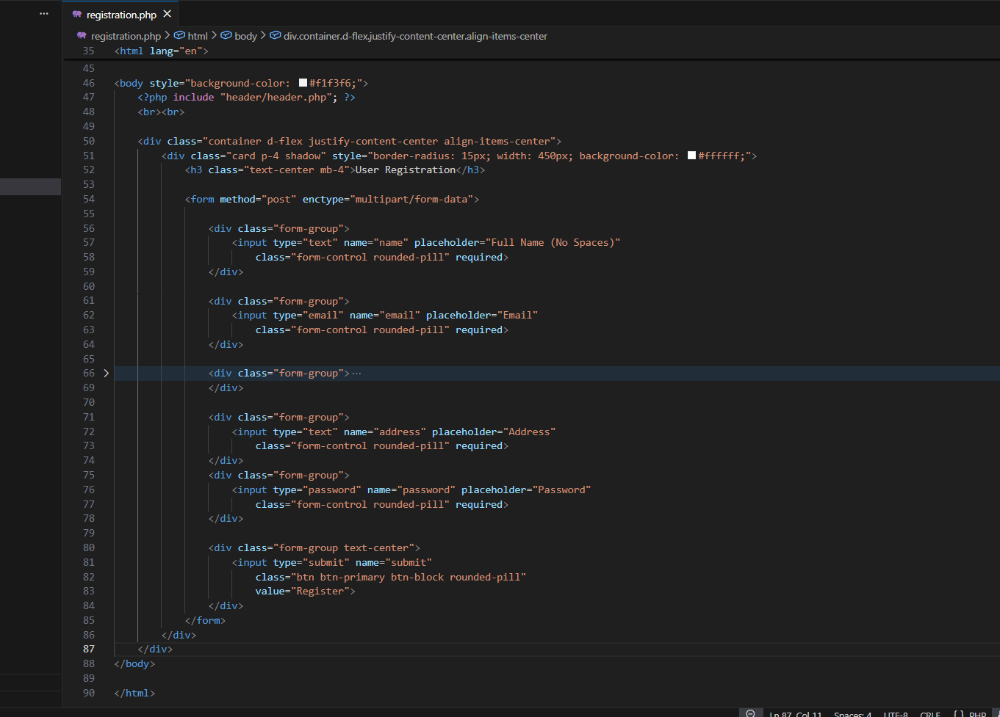 registration.php
registration.php > html > body > div.container.d-flex.justify-content-center.align-items-center
35 <html lang="en">
45
46 <body style="background-color: #f1f3f6;">
47 <?php include "header/header.php"; ?>
48 <br><br>
49
50 <div class="container d-flex justify-content-center align-items-center">
51 <div class="card p-4 shadow" style="border-radius: 15px; width: 450px; background-color: #ffffff;">
52 <h3 class="text-center mb-4">User Registration</h3>
53
54 <form method="post" enctype="multipart/form-data">
55
56 <div class="form-group">
57 <input type="text" name="name" placeholder="Full Name (No Spaces)"
58 class="form-control rounded-pill" required>
59 </div>
60
61 <div class="form-group">
62 <input type="email" name="email" placeholder="Email"
63 class="form-control rounded-pill" required>
64 </div>
65
66 <div class="form-group">···
69 </div>
70
71 <div class="form-group">
72 <input type="text" name="address" placeholder="Address"
73 class="form-control rounded-pill" required>
74 </div>
75 <div class="form-group">
76 <input type="password" name="password" placeholder="Password"
77 class="form-control rounded-pill" required>
78 </div>
79
80 <div class="form-group text-center">
81 <input type="submit" name="submit"
82 class="btn btn-primary btn-block rounded-pill"
83 value="Register">
84 </div>
85 </form>
86 </div>
87 </div>
88 </body>
89
90 </html>
Ln 87, Col 11 Spaces: 4 UTF-8 CRLF { } PHP